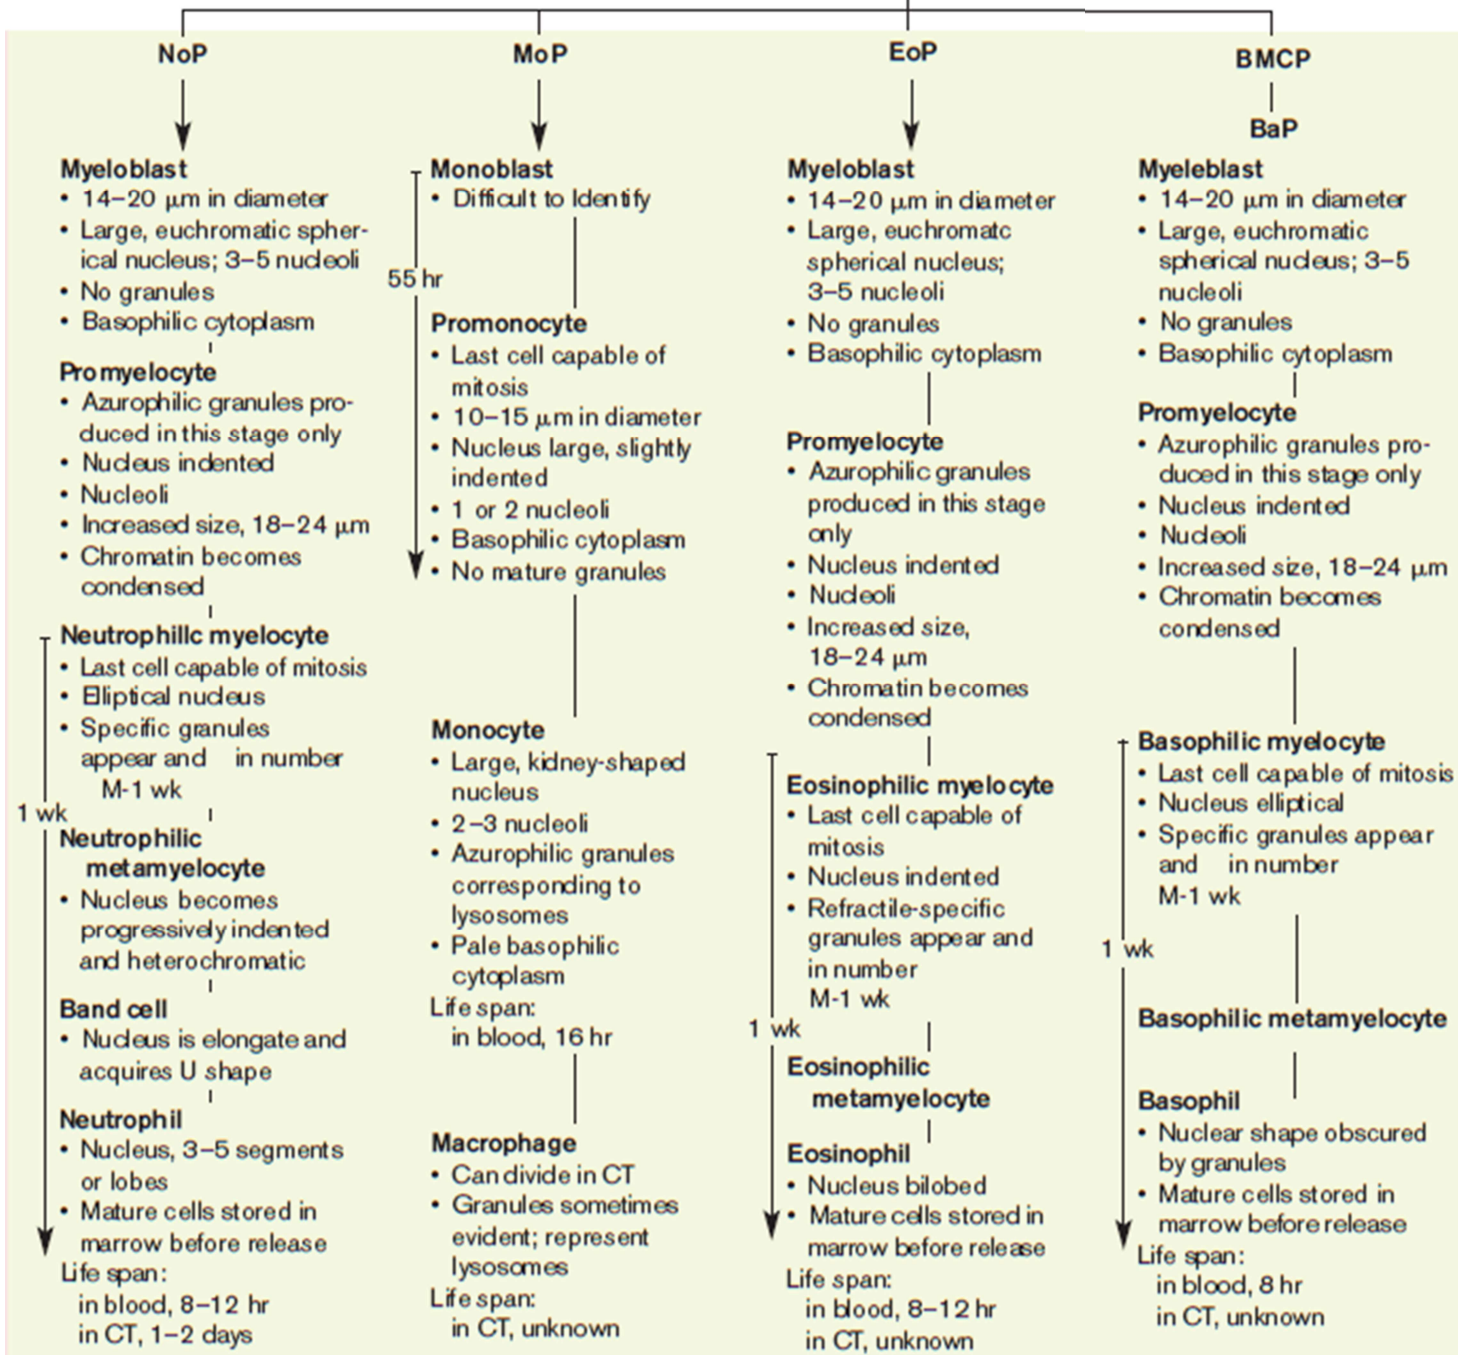 NoP
Myeloblast
• 14–20 μm in diameter
• Large, euchromatic spher-
ical nucleus; 3–5 nucleoli
• No granules
• Basophilic cytoplasm
Promyelocyte
• Azurophilic granules pro-
duced in this stage only
• Nucleus indented
• Nucleoli
• Increased size, 18–24 μm
• Chromatin becomes
condensed
Neutrophilic myelocyte
• Last cell capable of mitosis
• Elliptical nucleus
• Specific granules
appear and in number
M-1 wk
1 wk
Neutrophilic
metamyelocyte
• Nucleus becomes
progressively indented
and heterochromatic
Band cell
• Nucleus is elongate and
acquires U shape
Neutrophil
• Nucleus, 3–5 segments
or lobes
• Mature cells stored in
marrow before release
Life span:
in blood, 8–12 hr
in CT, 1–2 days
MoP
Monoblast
• Difficult to Identify
55 hr
Promonocyte
• Last cell capable of
mitosis
• 10–15 μm in diameter
• Nucleus large, slightly
indented
• 1 or 2 nucleoli
• Basophilic cytoplasm
• No mature granules
Monocyte
• Large, kidney-shaped
nucleus
• 2–3 nucleoli
• Azurophilic granules
corresponding to
lysosomes
• Pale basophilic
cytoplasm
Life span:
in blood, 16 hr
Macrophage
• Can divide in CT
• Granules sometimes
evident; represent
lysosomes
Life span:
in CT, unknown
EoP
Myeloblast
• 14–20 μm in diameter
• Large, euchromatc
spherical nucleus;
3–5 nucleoli
• No granules
• Basophilic cytoplasm
Promyelocyte
• Azurophilic granules
produced in this stage
only
• Nucleus indented
• Nucleoli
• Increased size,
18–24 μm
• Chromatin becomes
condensed
Eosinophilic myelocyte
• Last cell capable of
mitosis
• Nucleus indented
• Refractile-specific
granules appear and
in number
M-1 wk
1 wk
Eosinophilic
metamyelocyte
Eosinophil
• Nucleus bilobed
• Mature cells stored in
marrow before release
Life span:
in blood, 8–12 hr
in CT, unknown
BMCP
BaP
Myeleblast
• 14–20 μm in diameter
• Large, euchromatic
spherical nucleus; 3–5
nucleoli
• No granules
• Basophilic cytoplasm
Promyelocyte
• Azurophilic granules pro-
duced in this stage only
• Nucleus indented
• Nucleoli
• Increased size, 18–24 μm
• Chromatin becomes
condensed
Basophilic myelocyte
• Last cell capable of mitosis
• Nucleus elliptical
• Specific granules appear
and in number
M-1 wk
1 wk
Basophilic metamyelocyte
Basophil
• Nuclear shape obscured
by granules
• Mature cells stored in
marrow before release
Life span:
in blood, 8 hr
in CT, unknown